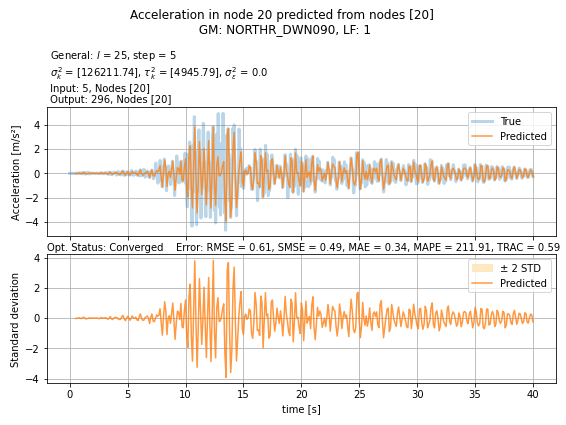 Acceleration in node 20 predicted from nodes [20]
GM: NORTHR_DWN090, LF: 1
General: l = 25, step = 5
σ²ₖ = [126211.74], τ²ₖ = [4945.79], σ²ε = 0.0
Input: 5, Nodes [20]
Output: 296, Nodes [20]
Acceleration [m/s²]
4
2
0
−2
−4
True
Predicted
Opt. Status: Converged Error: RMSE = 0.61, SMSE = 0.49, MAE = 0.34, MAPE = 211.91, TRAC = 0.59
Standard deviation
4
2
0
−2
−4
± 2 STD
Predicted
0 5 10 15 20 25 30 35 40
time [s]